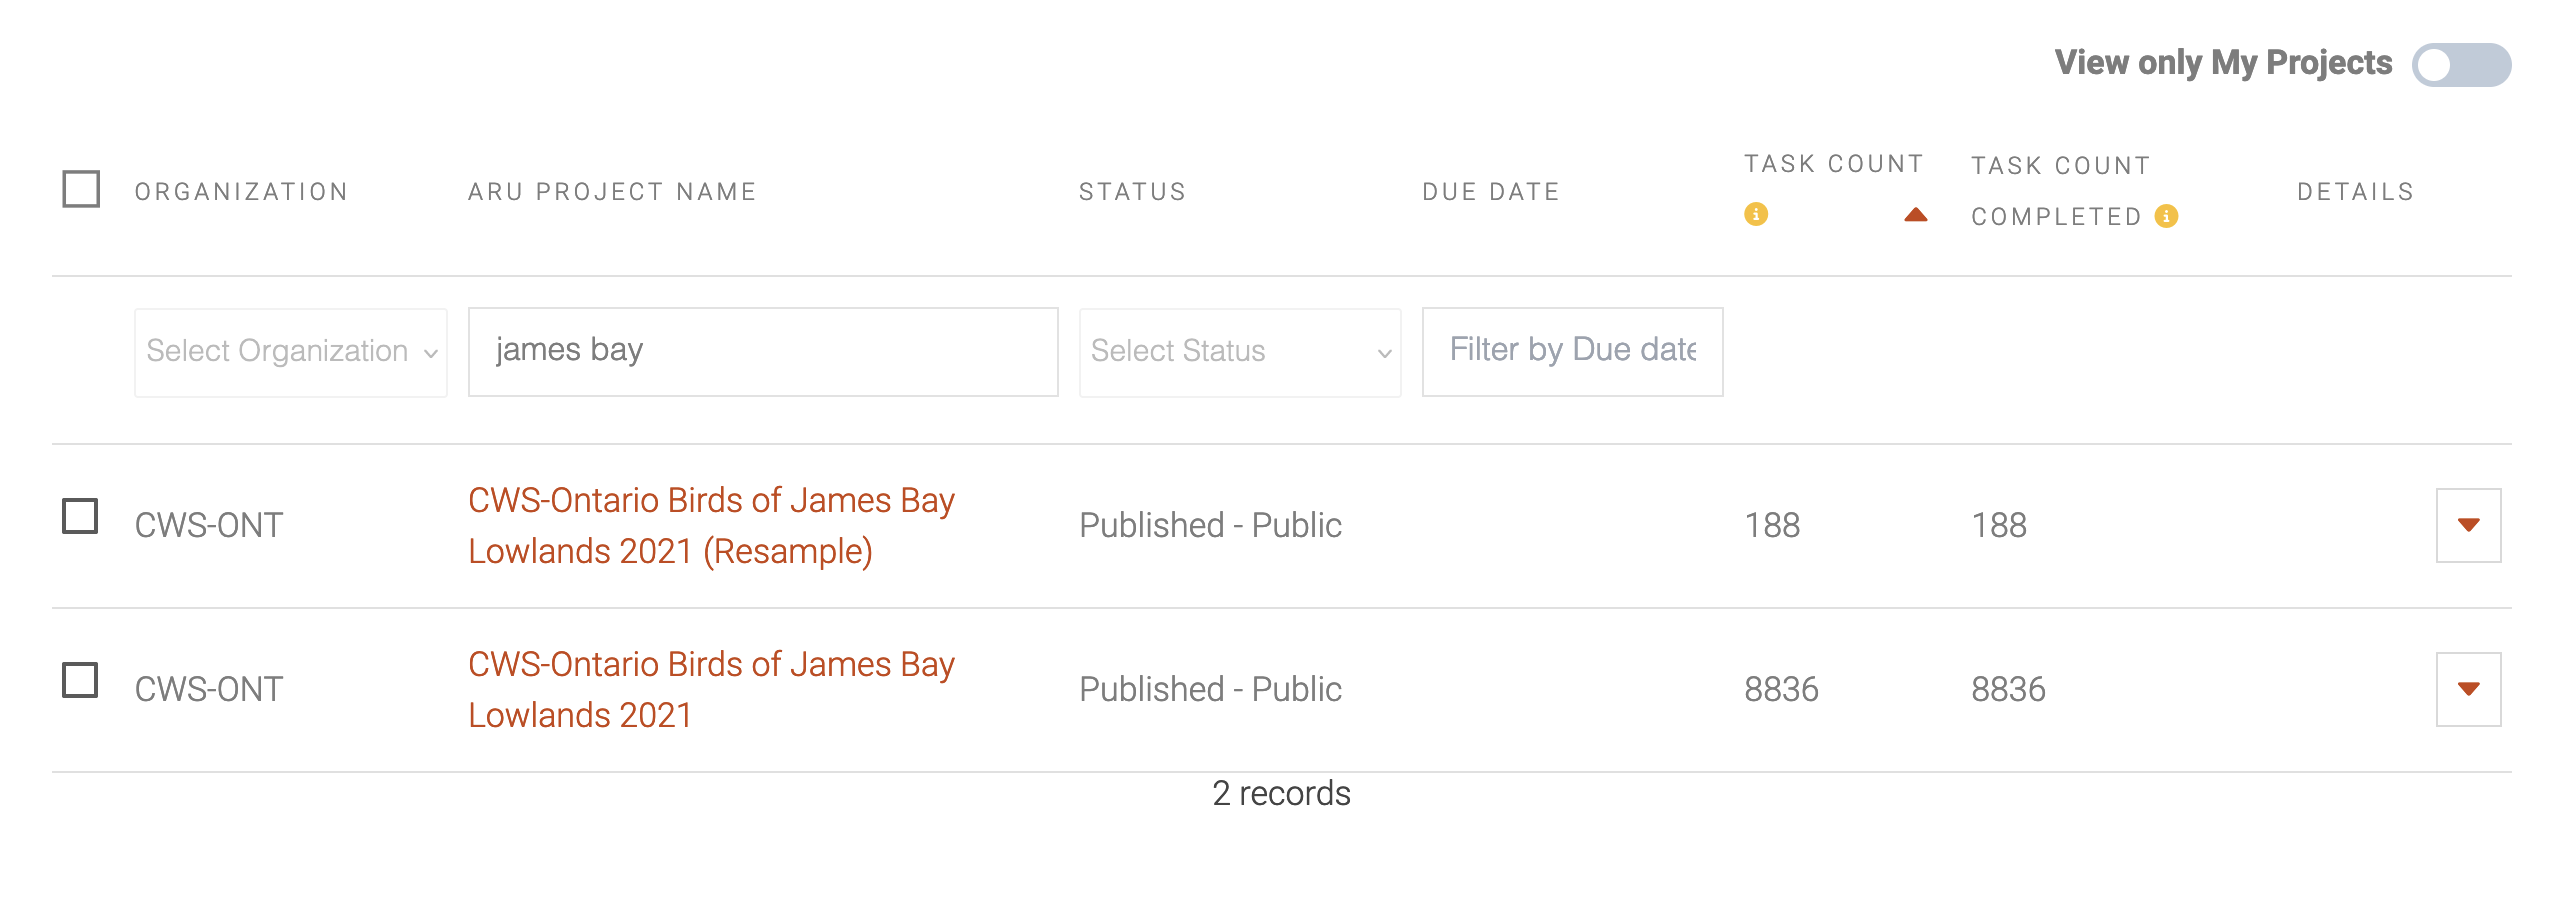 View only My Projects
ORGANIZATION
ARU PROJECT NAME
STATUS
DUE DATE
TASK COUNT
TASK COUNT
COMPLETED
DETAILS
Select Organization
james bay
Select Status
Filter by Due date
CWS-ONT
CWS-Ontario Birds of James Bay
Lowlands 2021 (Resample)
Published - Public
188
188
CWS-ONT
CWS-Ontario Birds of James Bay
Lowlands 2021
Published - Public
8836
8836
2 records